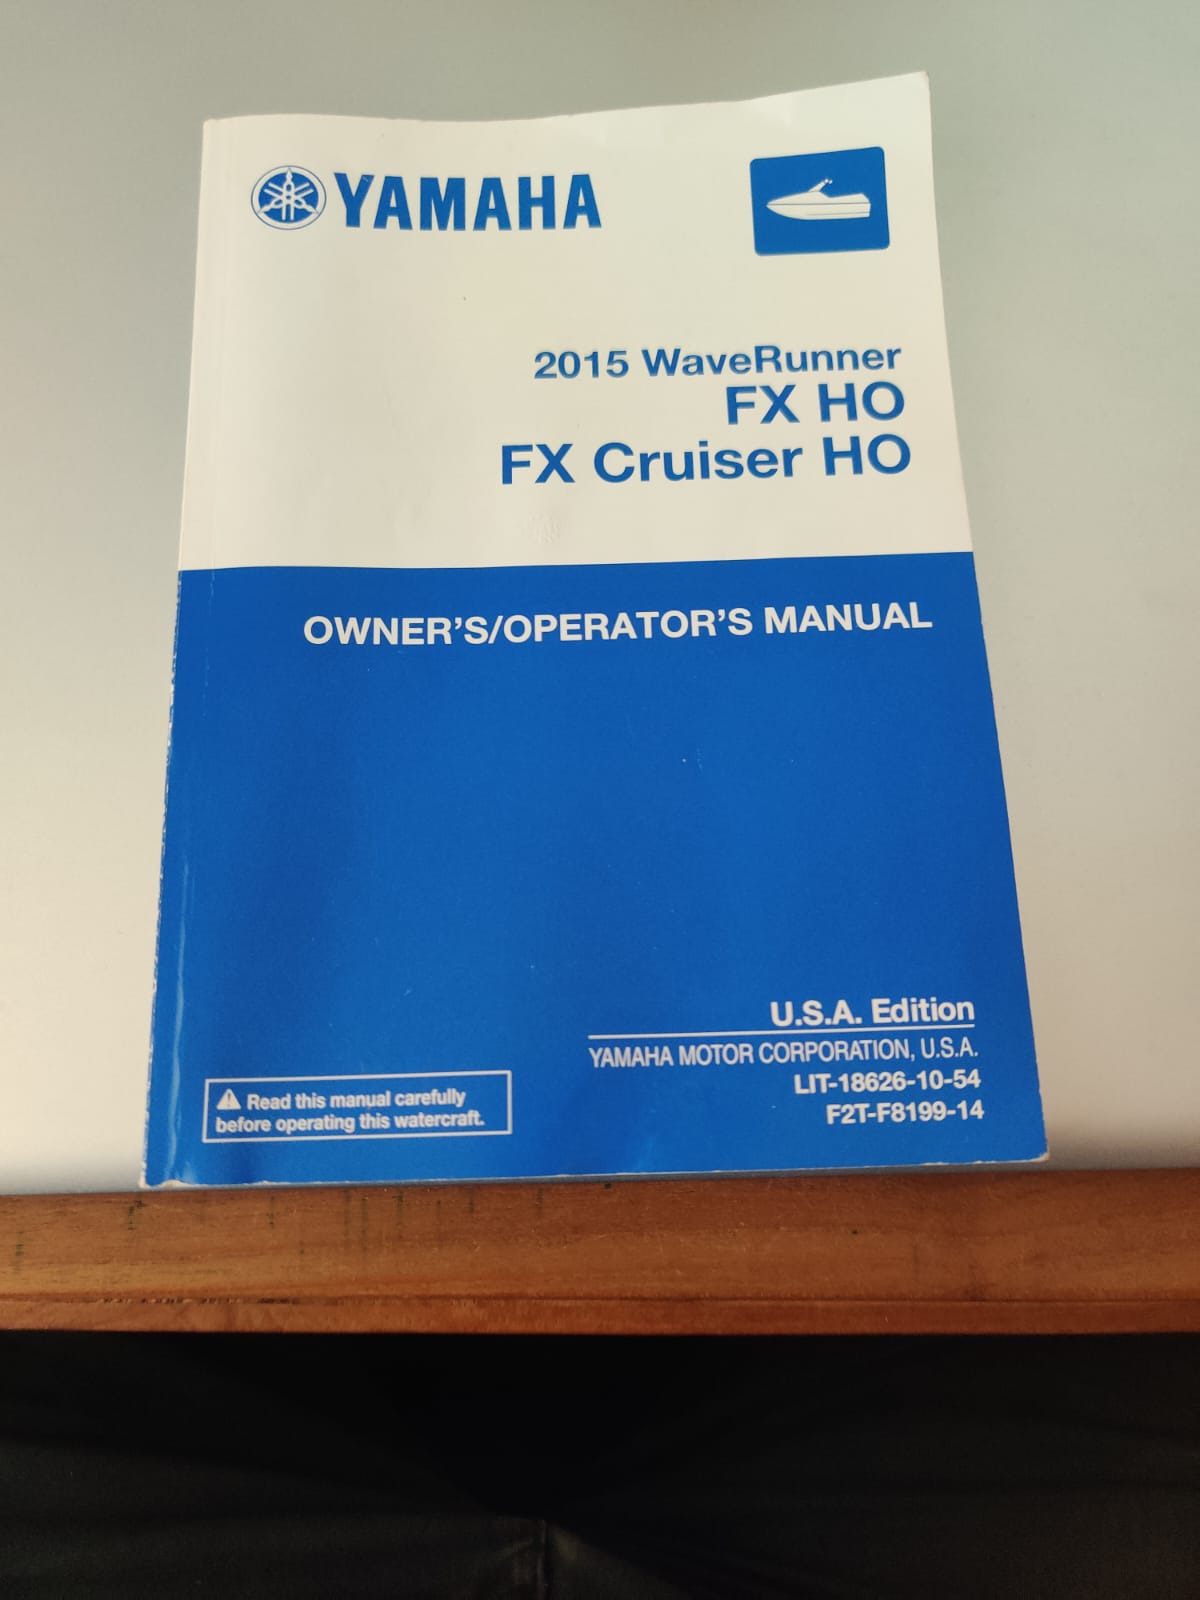 YAMAHA
2015 WaveRunner
FX HO
FX Cruiser HO
OWNER'S/OPERATOR'S MANUAL
U.S.A. Edition
YAMAHA MOTOR CORPORATION, U.S.A.
LIT-18626-10-54
F2T-F8199-14
Read this manual carefully
before operating this watercraft.